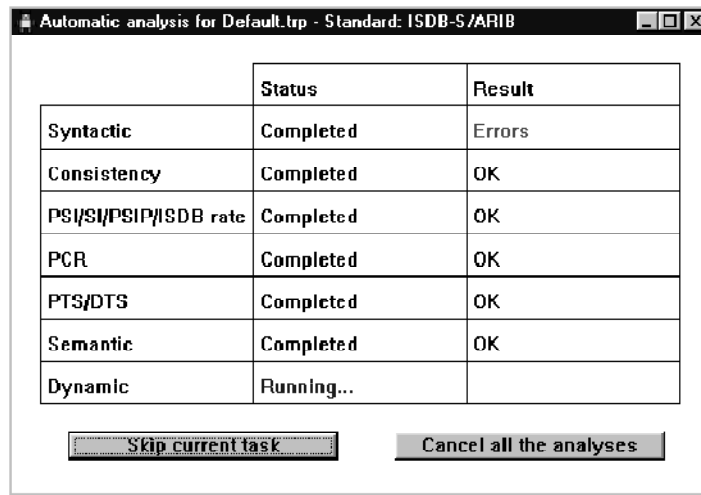 Automatic analysis for Default.trp - Standard: ISDB-S/ARIB
Status Result
Syntactic Completed Errors
Consistency Completed OK
PSI/SI/PSIP/ISDB rate Completed OK
PCR Completed OK
PTS/DTS Completed OK
Semantic Completed OK
Dynamic Running...
Skip current task Cancel all the analyses